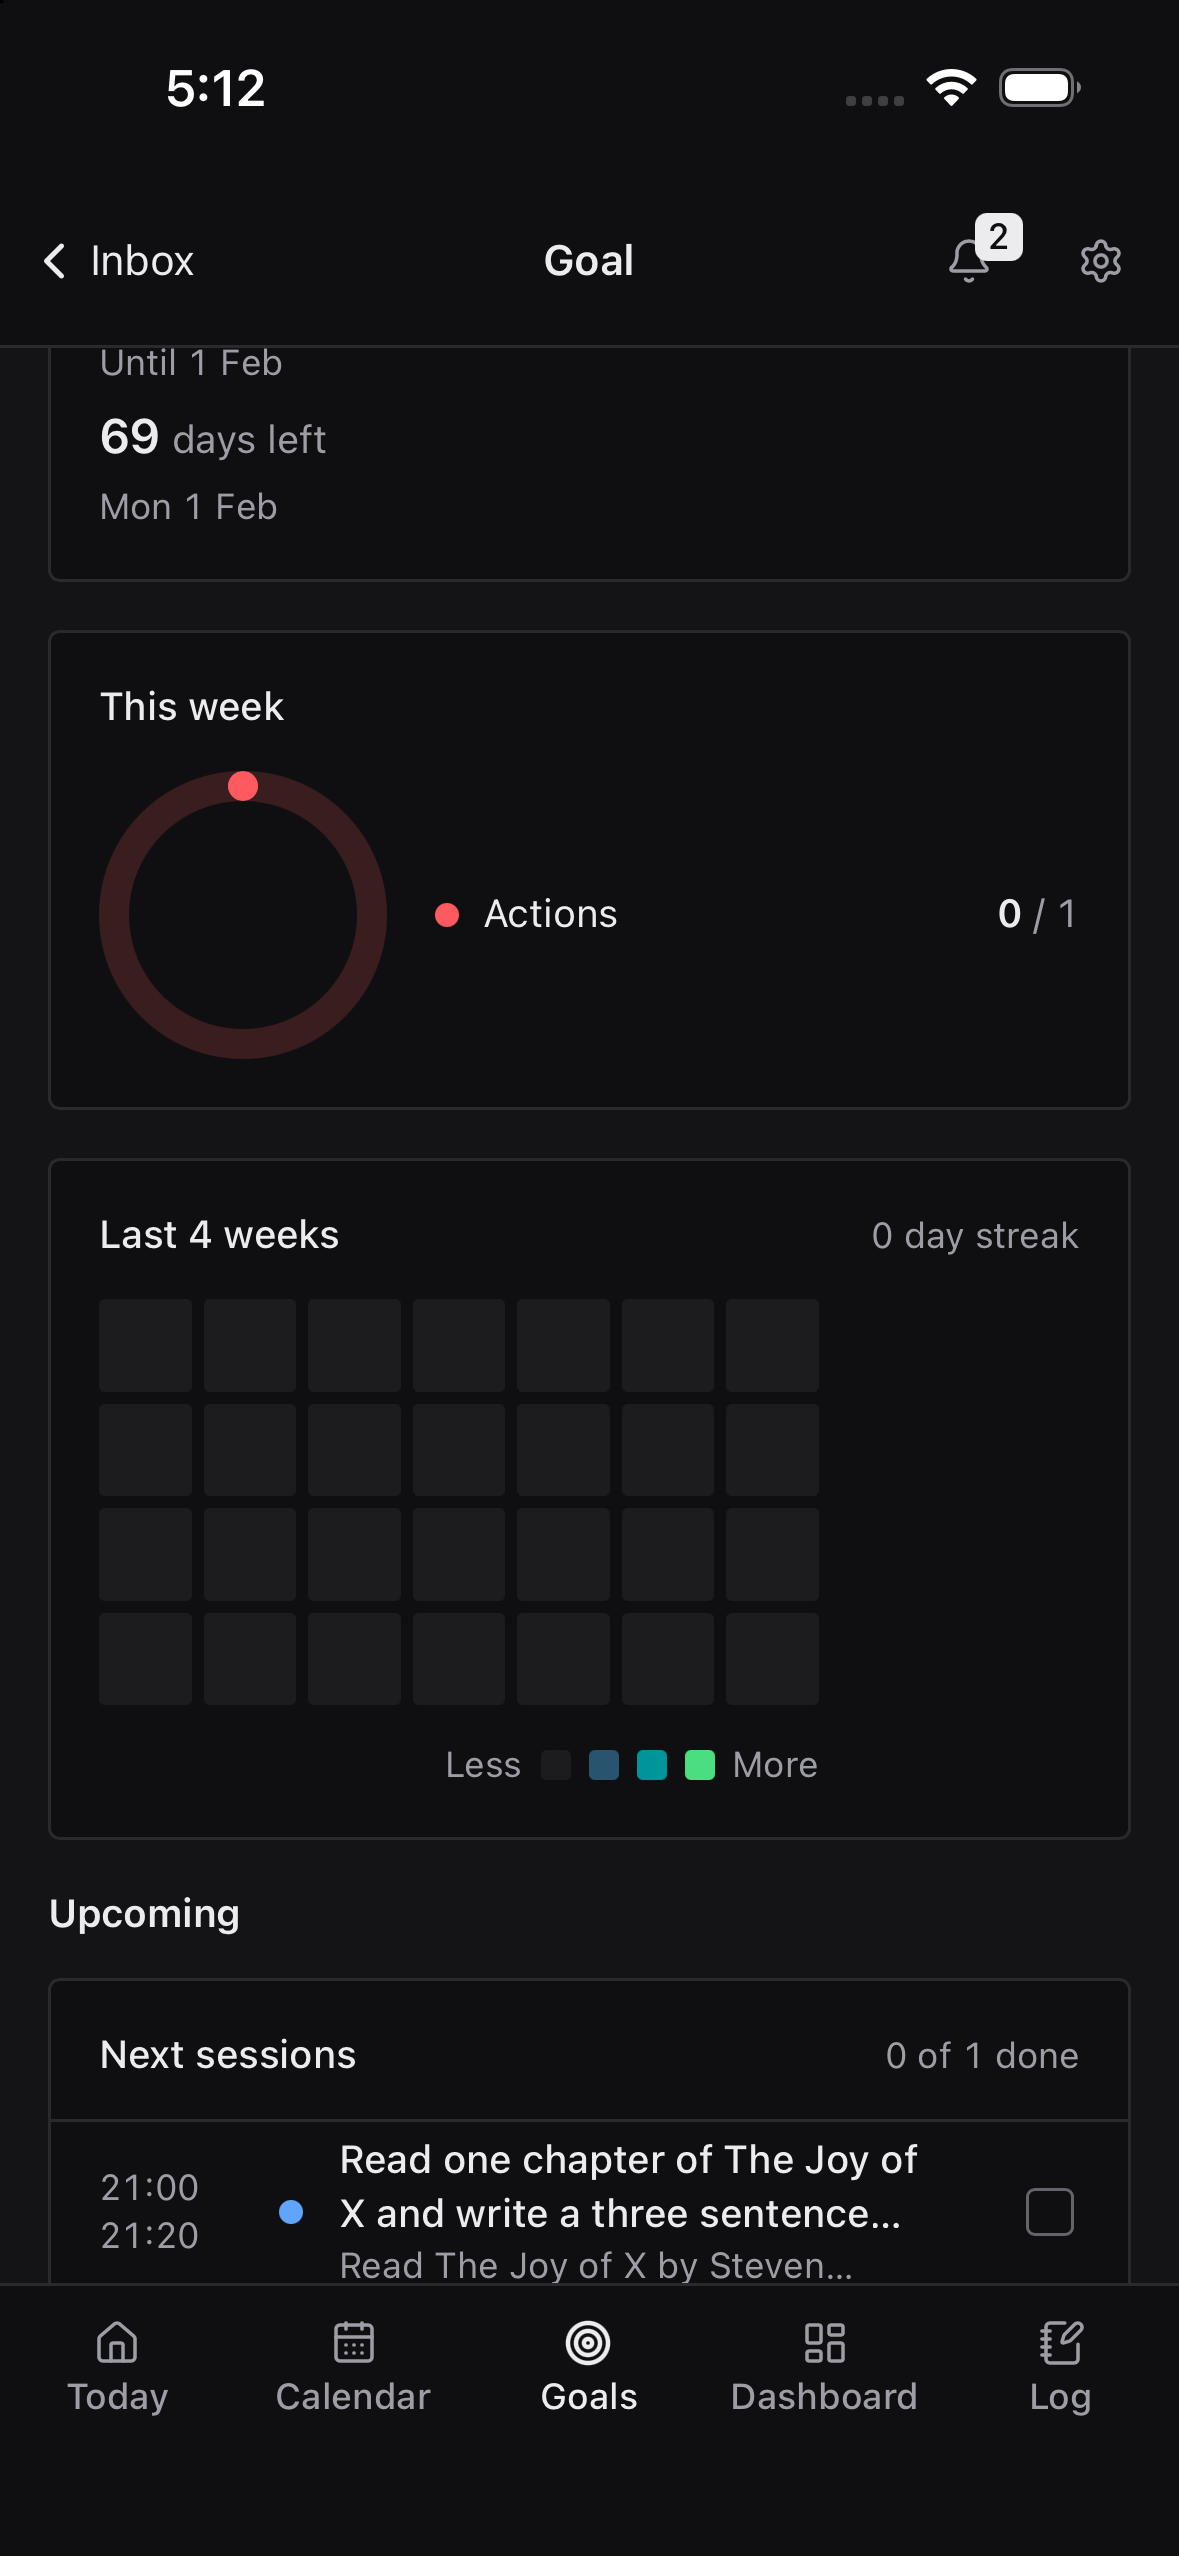 5:12
Inbox
Goal
2
Until 1 Feb
69 days left
Mon 1 Feb
This week
Actions
0 / 1
Last 4 weeks
0 day streak
Less
More
Upcoming
Next sessions
0 of 1 done
21:00
21:20
Read one chapter of The Joy of
X and write a three sentence...
Read The Joy of X by Steven...
Today
Calendar
Goals
Dashboard
Log